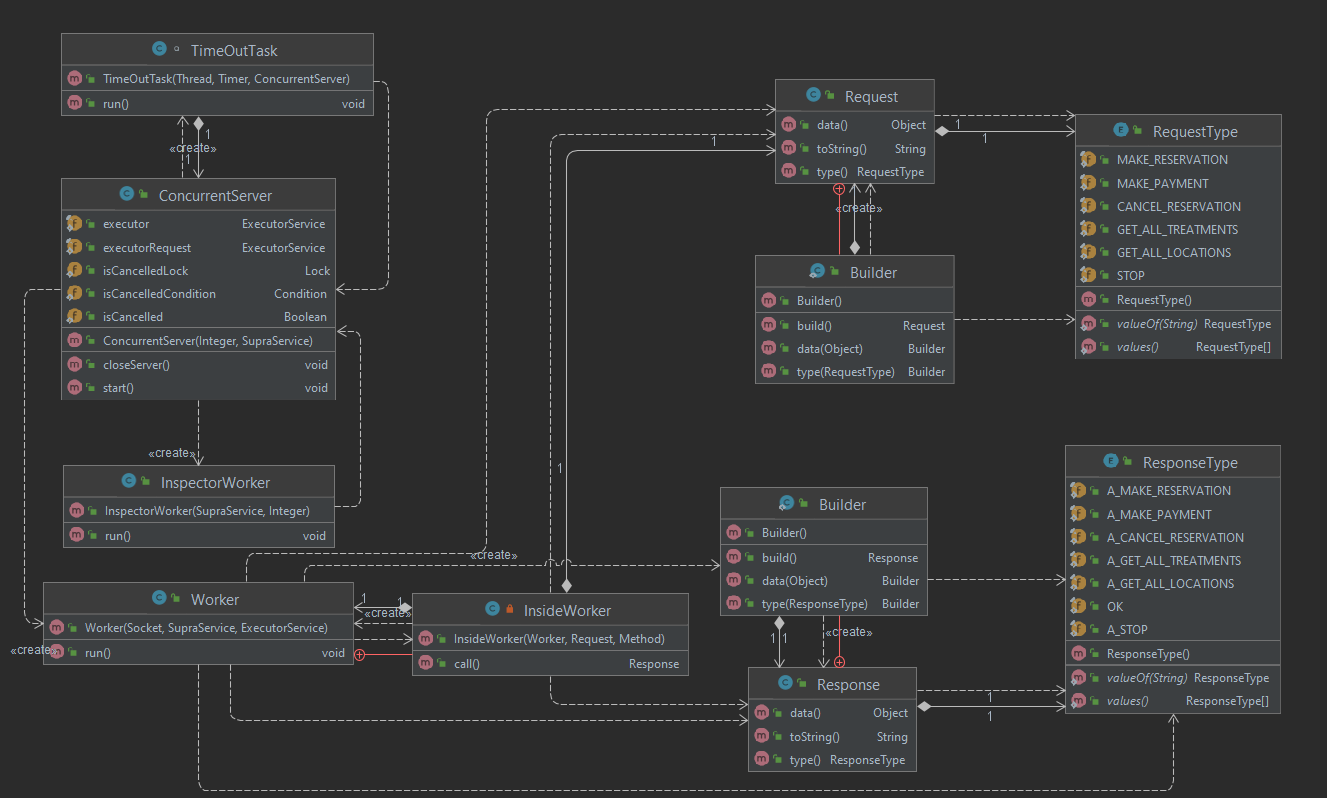 TimeOutTask
TimeOutTask(Thread, Timer, ConcurrentServer)
run() void
1
«create»
1
ConcurrentServer
executor ExecutorService
executorRequest ExecutorService
isCancelledLock Lock
isCancelledCondition Condition
isCancelled Boolean
ConcurrentServer(Integer, SupraService)
closeServer() void
start() void
«create»
InspectorWorker
InspectorWorker(SupraService, Integer)
run() void
Worker
Worker(Socket, SupraService, ExecutorService)
run() void
«create»
1
1
«create»
InsideWorker
InsideWorker(Worker, Request, Method)
call() Response
«create»
1
1
Request
data() Object
toString() String
type() RequestType
1
1
«create»
Builder
Builder()
build() Request
data(Object) Builder
type(RequestType) Builder
RequestType
MAKE_RESERVATION
MAKE_PAYMENT
CANCEL_RESERVATION
GET_ALL_TREATMENTS
GET_ALL_LOCATIONS
STOP
RequestType()
valueOf(String) RequestType
values() RequestType[]
Builder
Builder()
build() Response
data(Object) Builder
type(ResponseType) Builder
1
1
«create»
Response
data() Object
toString() String
type() ResponseType
1
1
ResponseType
A_MAKE_RESERVATION
A_MAKE_PAYMENT
A_CANCEL_RESERVATION
A_GET_ALL_TREATMENTS
A_GET_ALL_LOCATIONS
OK
A_STOP
ResponseType()
valueOf(String) ResponseType
values() ResponseType[]